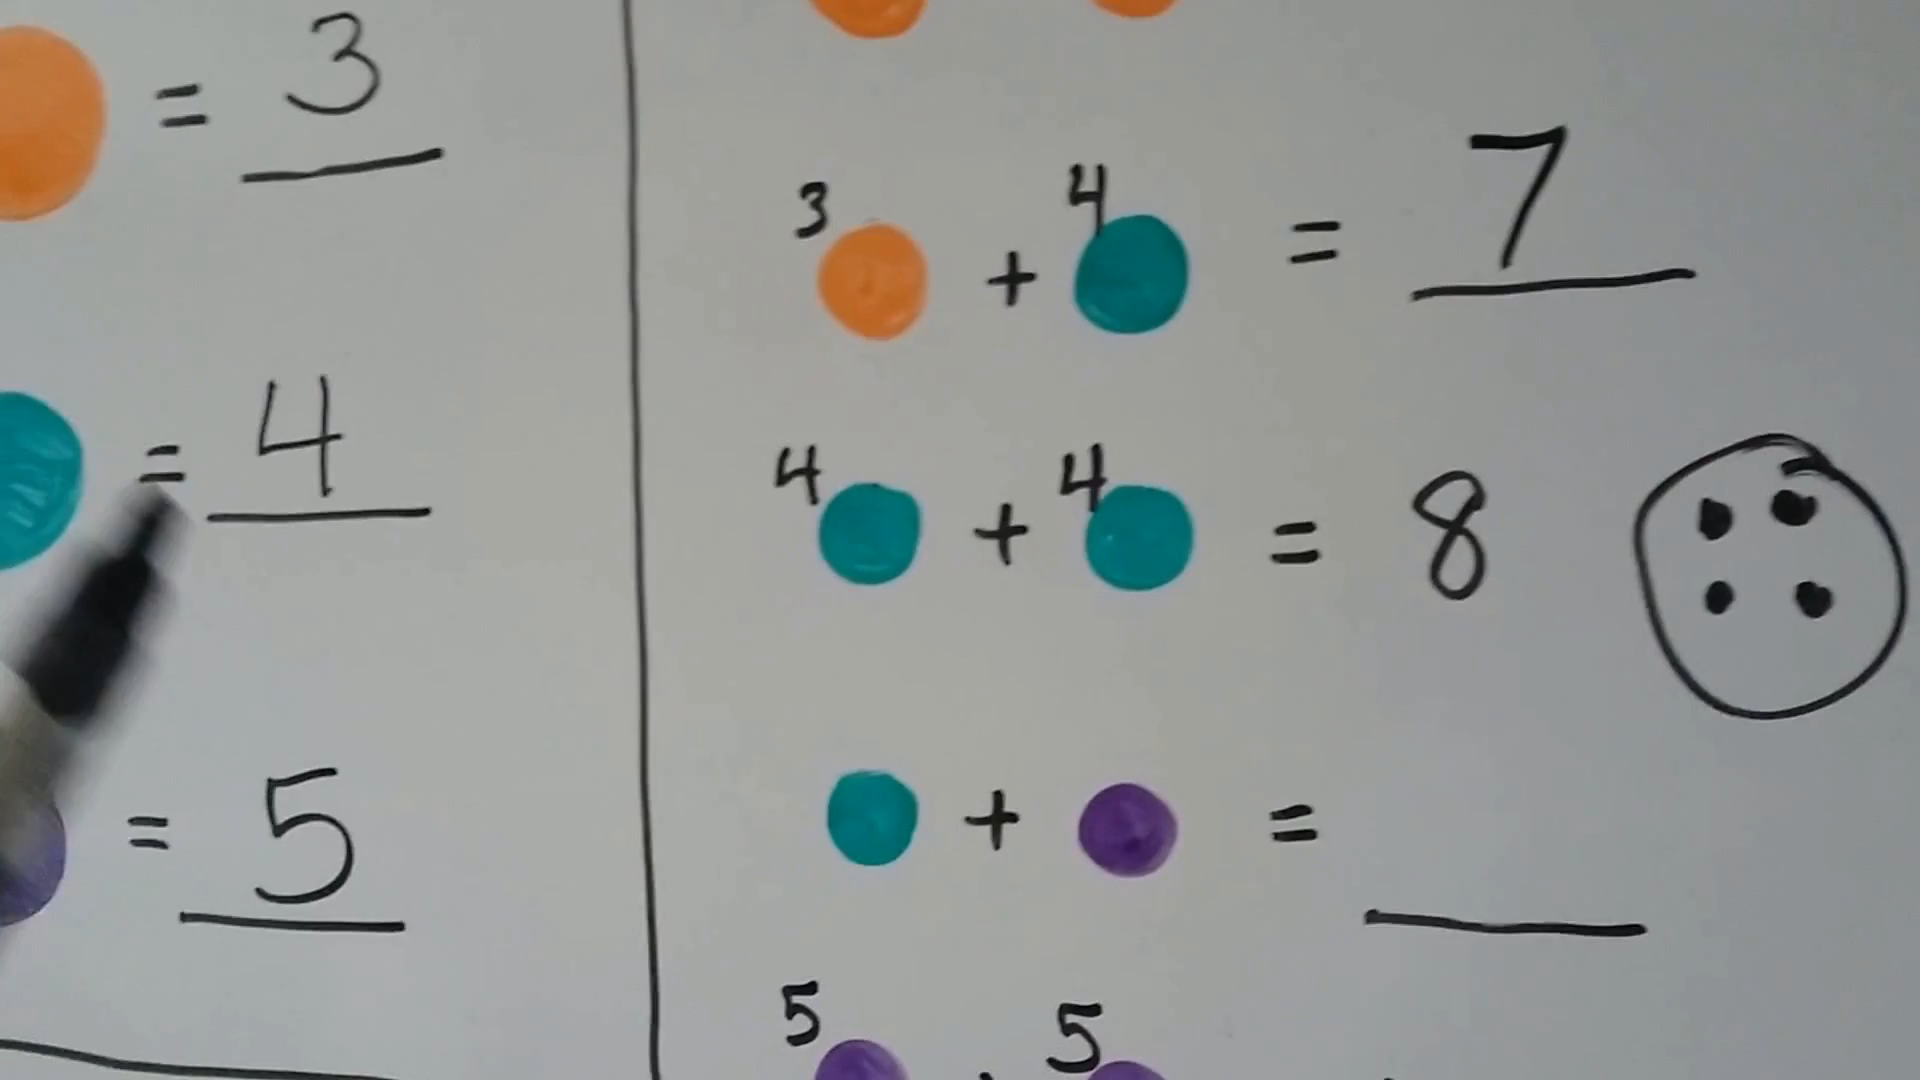 = 3
= 4
= 5
3 + 4 = 7
4 + 4 = 8
+ =
5 5